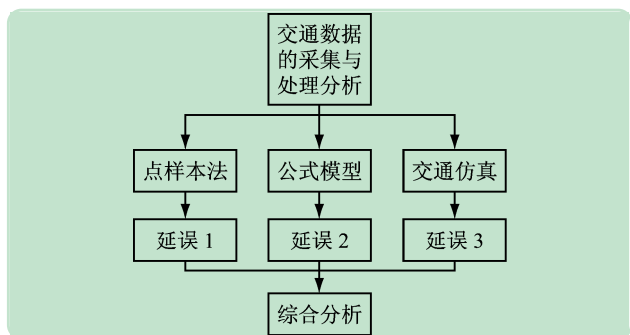 交通数据
的采集与
处理分析
点样本法
公式模型
交通仿真
延误 1
延误 2
延误 3
综合分析